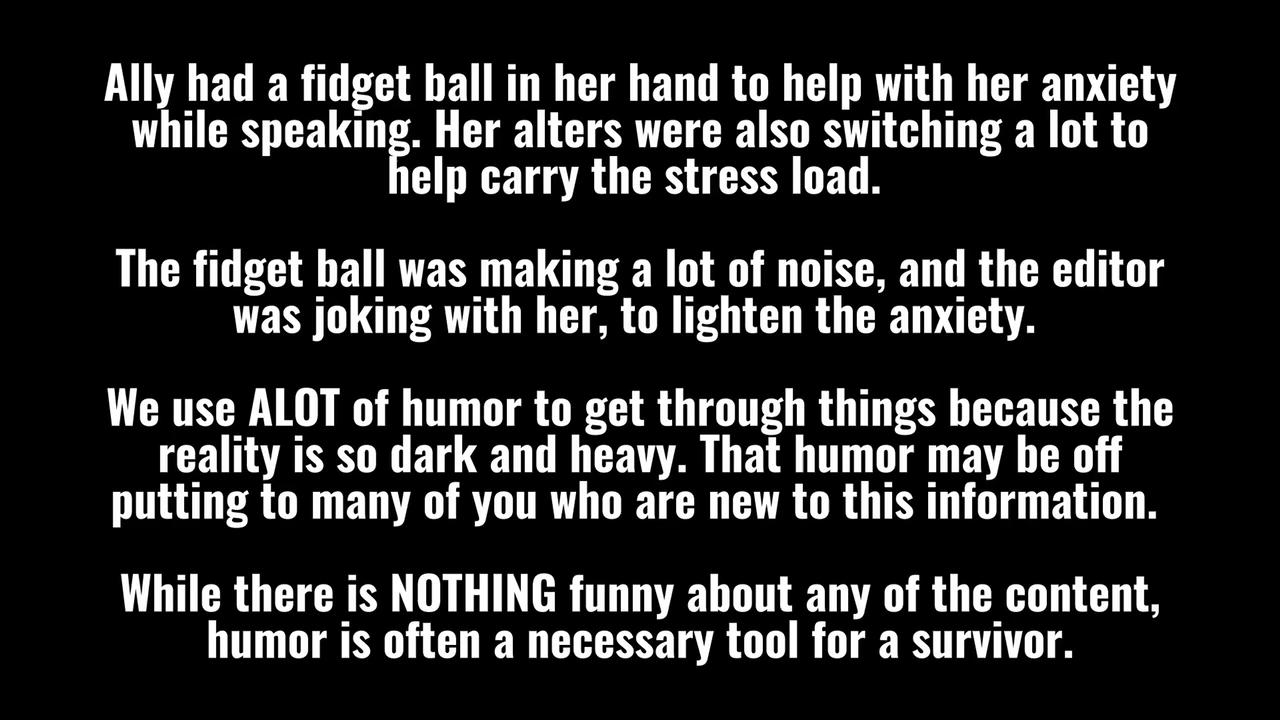 Ally had a fidget ball in her hand to help with her anxiety
while speaking. Her alters were also switching a lot to
help carry the stress load.
The fidget ball was making a lot of noise, and the editor
was joking with her, to lighten the anxiety.
We use ALOT of humor to get through things because the
reality is so dark and heavy. That humor may be off
putting to many of you who are new to this information.
While there is NOTHING funny about any of the content,
humor is often a necessary tool for a survivor.